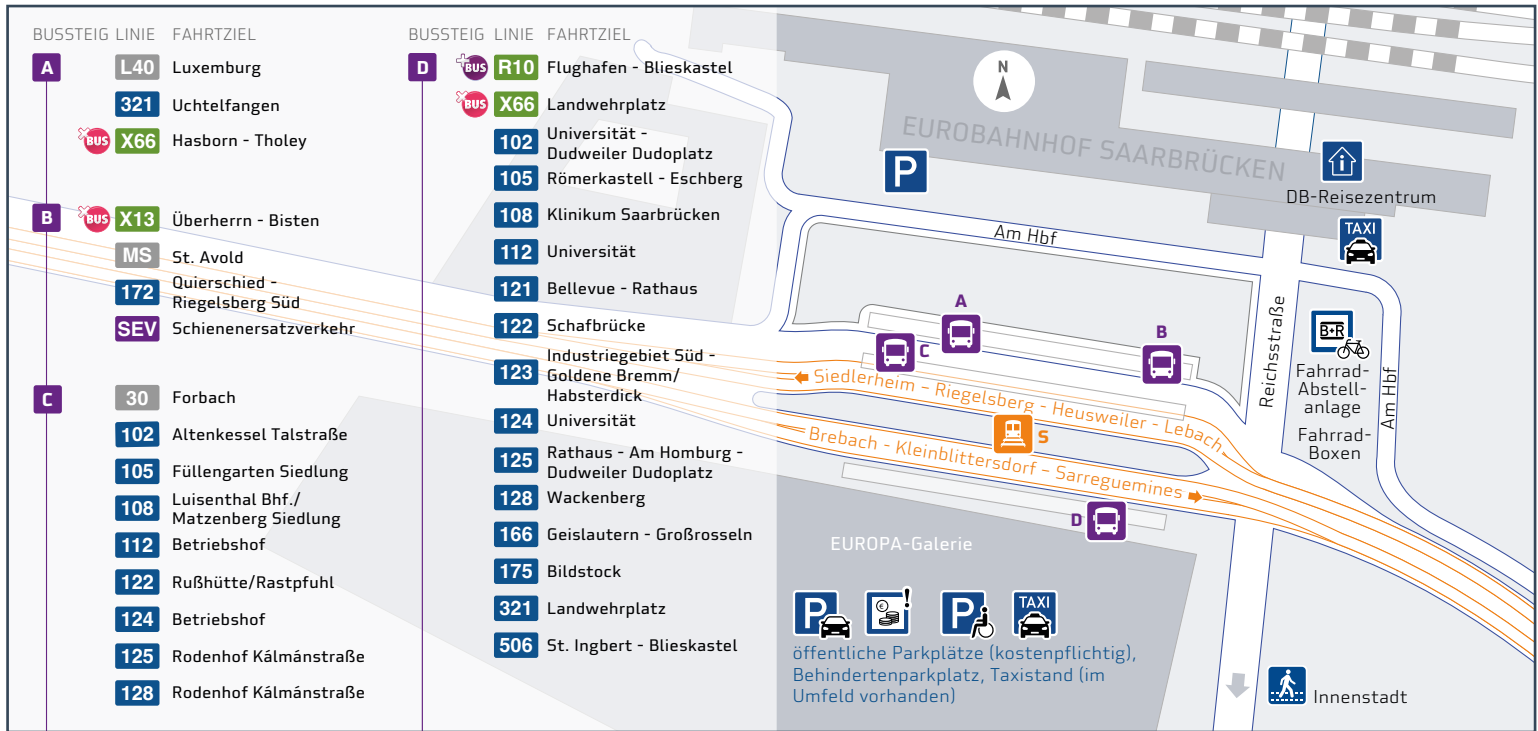 BUSSTEIG LINIE FAHRTZIEL
A L40 Luxemburg
321 Uchtelfangen
xBUS X66 Hasborn - Tholey
B xBUS X13 Überherrn - Bisten
MS St. Avold
172 Quierschied -
Riegelsberg Süd
SEV Schienenersatzverkehr
C 30 Forbach
102 Altenkessel Talstraße
105 Füllengarten Siedlung
108 Luisenthal Bhf./
Matzenberg Siedlung
112 Betriebshof
122 Rußhütte/Rastpfuhl
124 Betriebshof
125 Rodenhof Kálmánstraße
128 Rodenhof Kálmánstraße
BUSSTEIG LINIE FAHRTZIEL
D +BUS R10 Flughafen - Blieskastel
xBUS X66 Landwehrplatz
102 Universität -
Dudweiler Dudoplatz
105 Römerkastell - Eschberg
108 Klinikum Saarbrücken
112 Universität
121 Bellevue - Rathaus
122 Schafbrücke
123 Industriegebiet Süd -
Goldene Bremm/
Habsterdick
124 Universität
125 Rathaus - Am Homburg -
Dudweiler Dudoplatz
128 Wackenberg
166 Geislautern - Großrosseln
175 Bildstock
321 Landwehrplatz
506 St. Ingbert - Blieskastel
N
EUROBAHNHOF SAARBRÜCKEN
P
DB-Reisezentrum
TAXI
Am Hbf
A
B
C
Reichsstraße
B+R
Fahrrad-
Abstell-
anlage
Fahrrad-
Boxen
Am Hbf
Siedlerheim - Riegelsberg - Heusweiler - Lebach
S
Brebach - Kleinblittersdorf - Sarreguemines
D
EUROPA-Galerie
P
€
!
P
TAXI
öffentliche Parkplätze (kostenpflichtig),
Behindertenparkplatz, Taxistand (im
Umfeld vorhanden)
Innenstadt